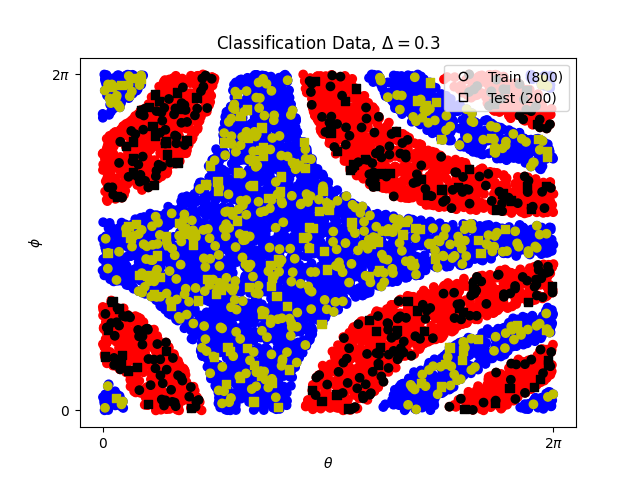 Classification Data, Δ = 0.3
Train (800)
Test (200)
2π
ϕ
0
0
2π
θ